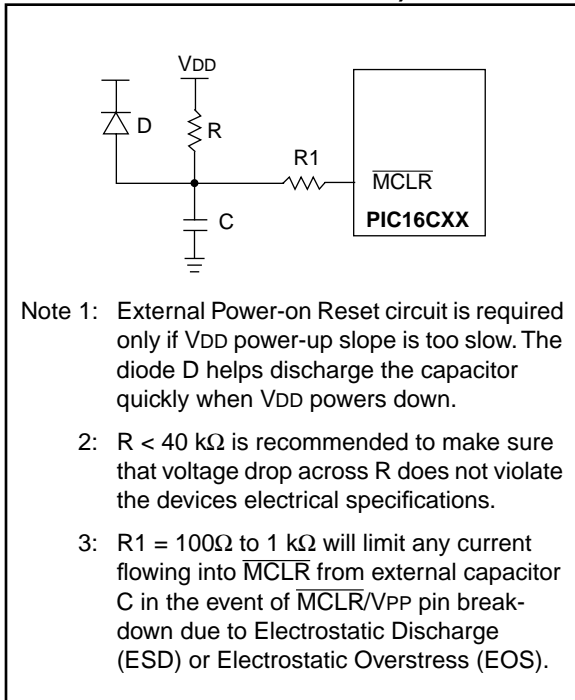 VDD
D
R
R1
MCLR
C
PIC16CXX
Note 1: External Power-on Reset circuit is required
only if VDD power-up slope is too slow. The
diode D helps discharge the capacitor
quickly when VDD powers down.
2: R < 40 kΩ is recommended to make sure
that voltage drop across R does not violate
the devices electrical specifications.
3: R1 = 100Ω to 1 kΩ will limit any current
flowing into MCLR from external capacitor
C in the event of MCLR/VPP pin break-
down due to Electrostatic Discharge
(ESD) or Electrostatic Overstress (EOS).